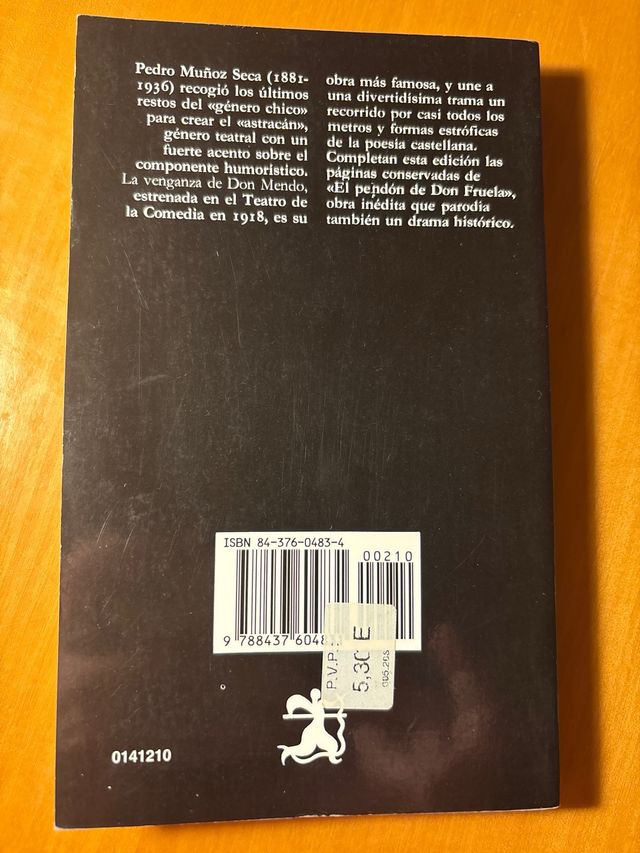 Pedro Muñoz Seca (1881-
1936) recogió los últimos
restos del «género chico»
para crear el «astracán»,
género teatral con un
fuerte acento sobre el
componente humorístico.
La venganza de Don Mendo,
estrenada en el Teatro de
la Comedia en 1918, es su
obra más famosa, y une a
una divertidísima trama un
recorrido por casi todos los
metros y formas estróficas
de la poesía castellana.
Completan esta edición las
páginas conservadas de
«El pendón de Don Fruela»,
obra inédita que parodia
también un drama histórico.
ISBN 84-376-0483-4
00210
9 788437 6048
P.V.P.
5,30 E
0141210